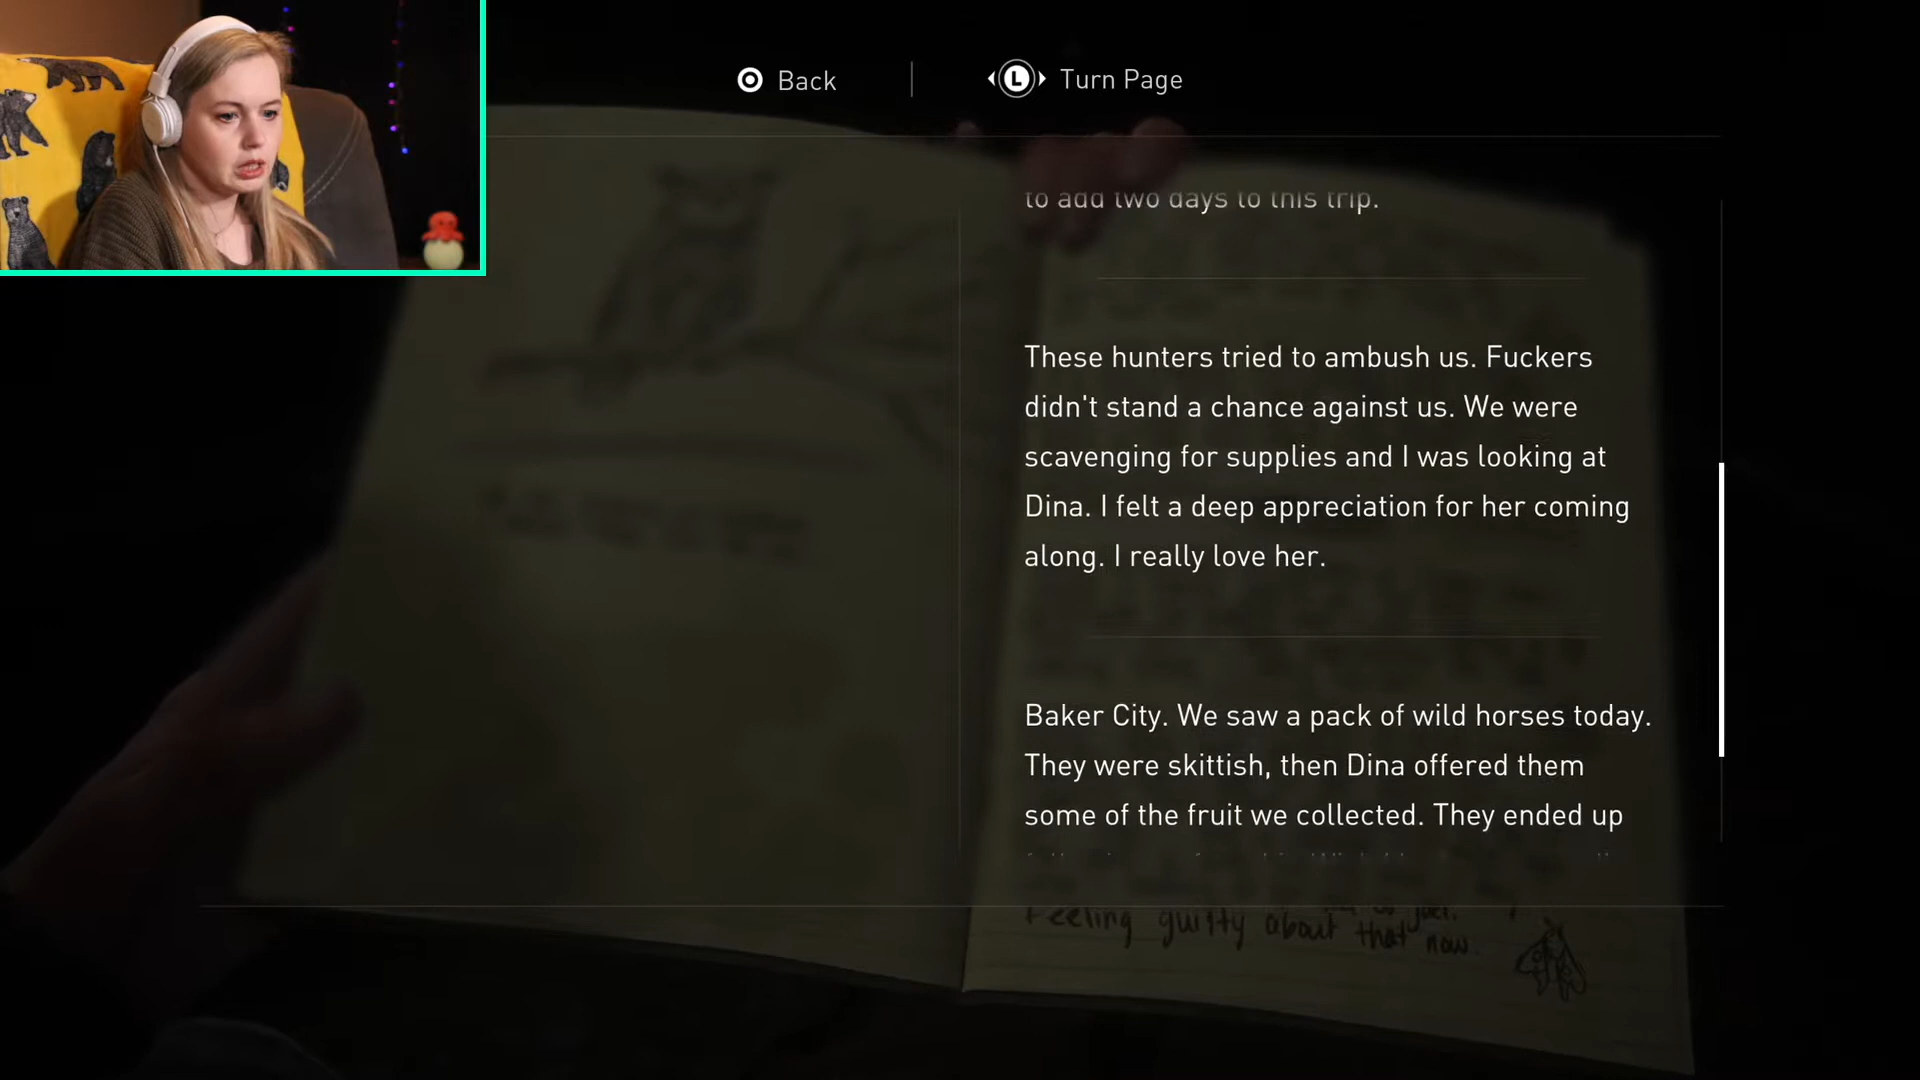 Back
L Turn Page
to add two days to this trip.
These hunters tried to ambush us. Fuckers
didn't stand a chance against us. We were
scavenging for supplies and I was looking at
Dina. I felt a deep appreciation for her coming
along. I really love her.
Baker City. We saw a pack of wild horses today.
They were skittish, then Dina offered them
some of the fruit we collected. They ended up
Feeling guilty about that now.